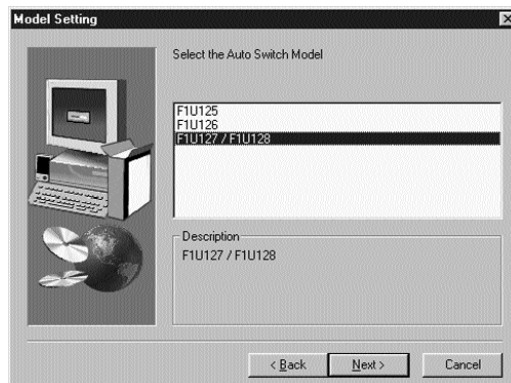 Model Setting
Select the Auto Switch Model
F1U125
F1U126
F1U127 / F1U128
Description
F1U127 / F1U128
< Back
Next >
Cancel